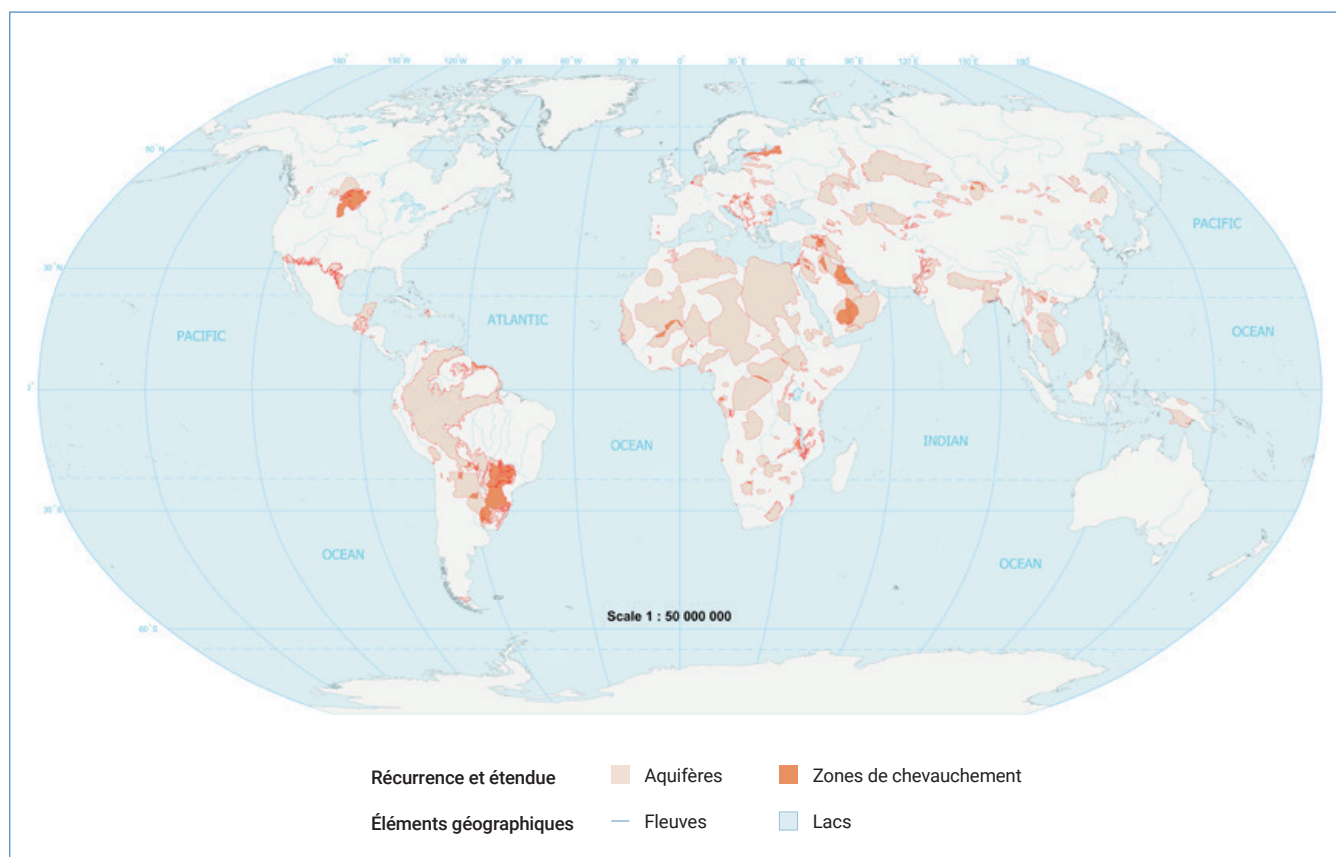 180° 150°W 120°W 90°W 60°W 30°W 0° 30°E 60°E 90°E 120°E 150°E 180°
30°N
PACIFIC
ATLANTIC
PACIFIC
OCEAN
0°
OCEAN
INDIAN
30°S
OCEAN
OCEAN
Scale 1 : 50 000 000
60°S
Récurrence et étendue Aquifères Zones de chevauchement
Éléments géographiques Fleuves Lacs